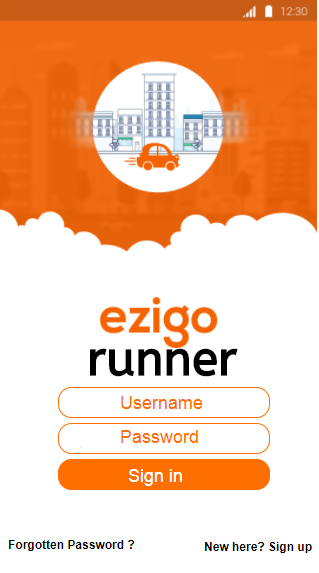 12.30
ezigo
runner
Username
Password
Sign in
Forgotten Password ?
New here? Sign up